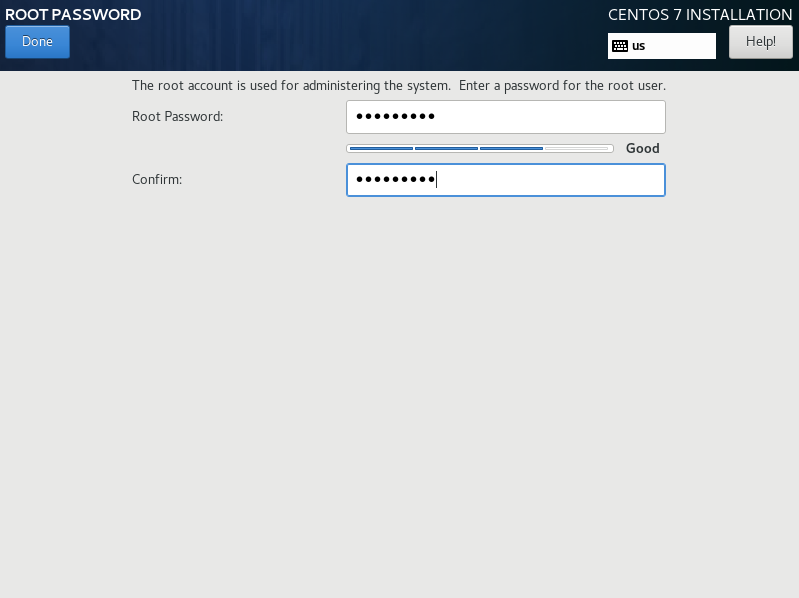 ROOT PASSWORD
CENTOS 7 INSTALLATION
Done
us
Help!
The root account is used for administering the system. Enter a password for the root user.
Root Password: •••••••••
Good
Confirm: •••••••••